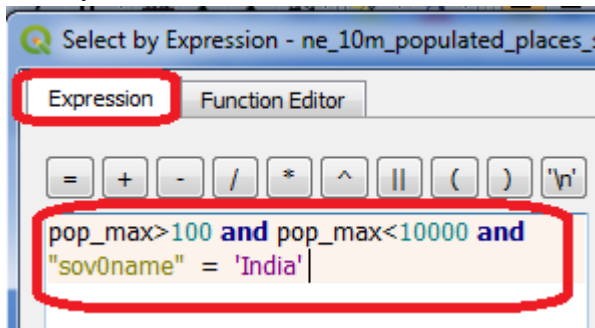 Select by Expression - ne_10m_populated_places_s
Expression Function Editor
= + - / * ^ || ( ) '\n'
pop_max>100 and pop_max<10000 and
"sov0name" = 'India'